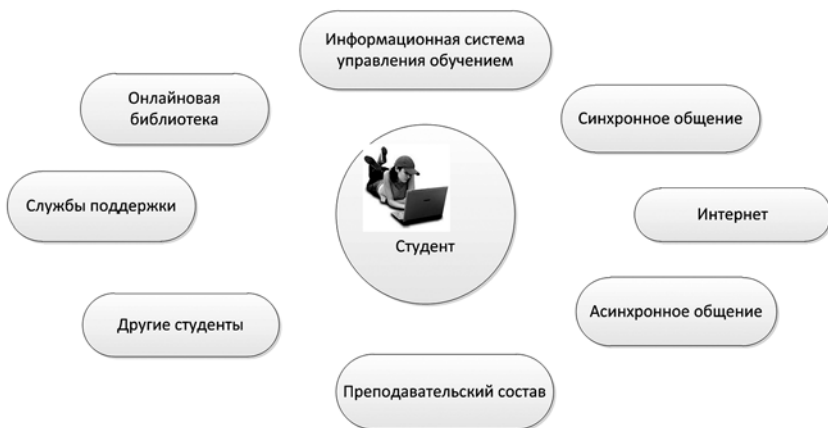 Информационная система
управления обучением
Онлайновая
библиотека
Синхронное общение
Службы поддержки
Студент
Интернет
Другие студенты
Асинхронное общение
Преподавательский состав